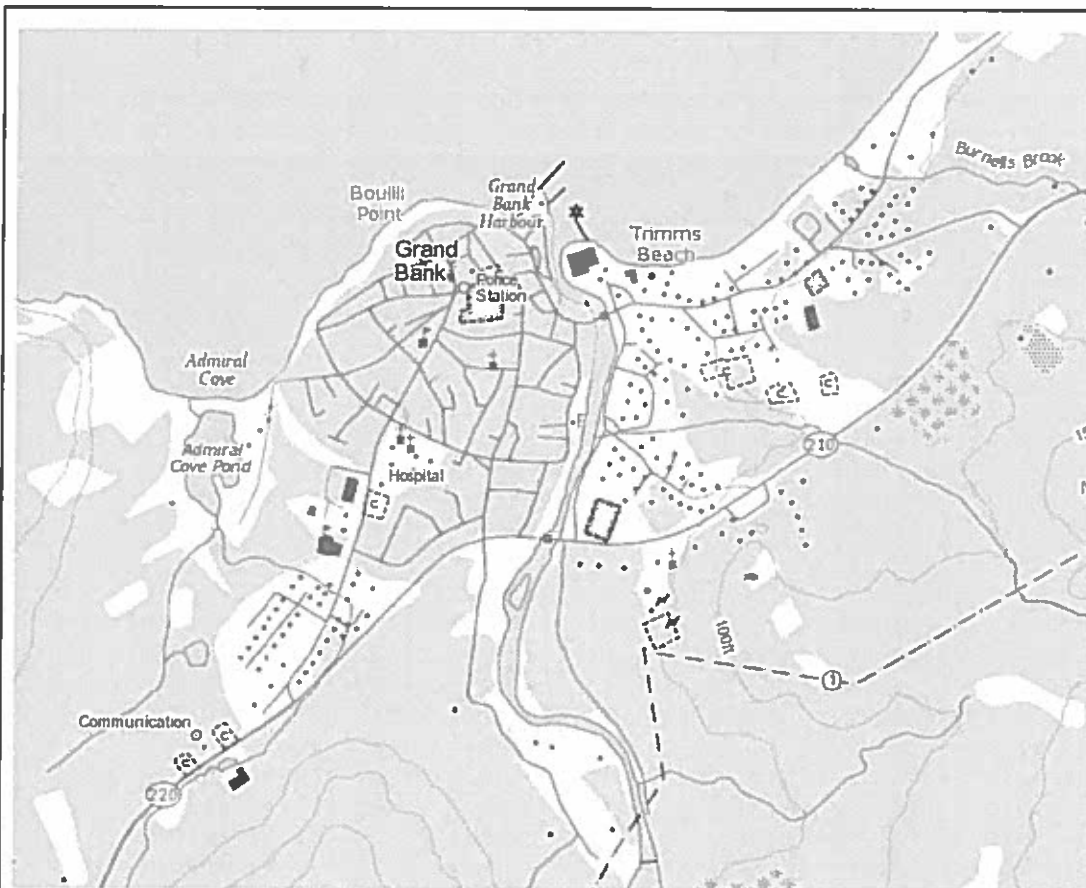 Burnells Brook
Grand
Bank
Harbour
Bouilli
Point
Trimms
Beach
Grand
Bank
Police
Station
Admiral
Cove
210
Admiral
Cove Pond
Hospital
C
100ft
1
Communication
C
C
220